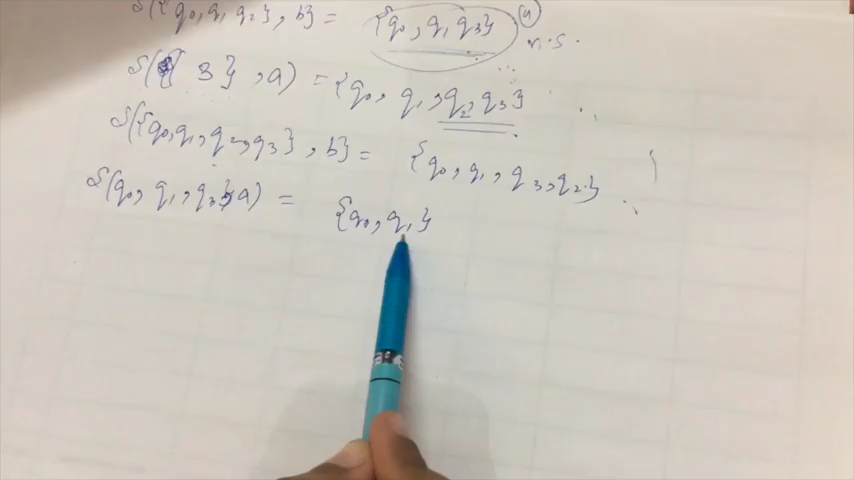 δ({q₀, q₁ q₂}, b} = {q₀, q₁ q₃} (4)
n.s.
δ({ 3}, a) = {q₀, q₁, q₂, q₃}
δ({q₀, q₁, q₂, q₃}, b} = {q₀, q₁, q₃, q₂}
δ(q₀, q₁, q₃}, a) = {q₀, q₁}